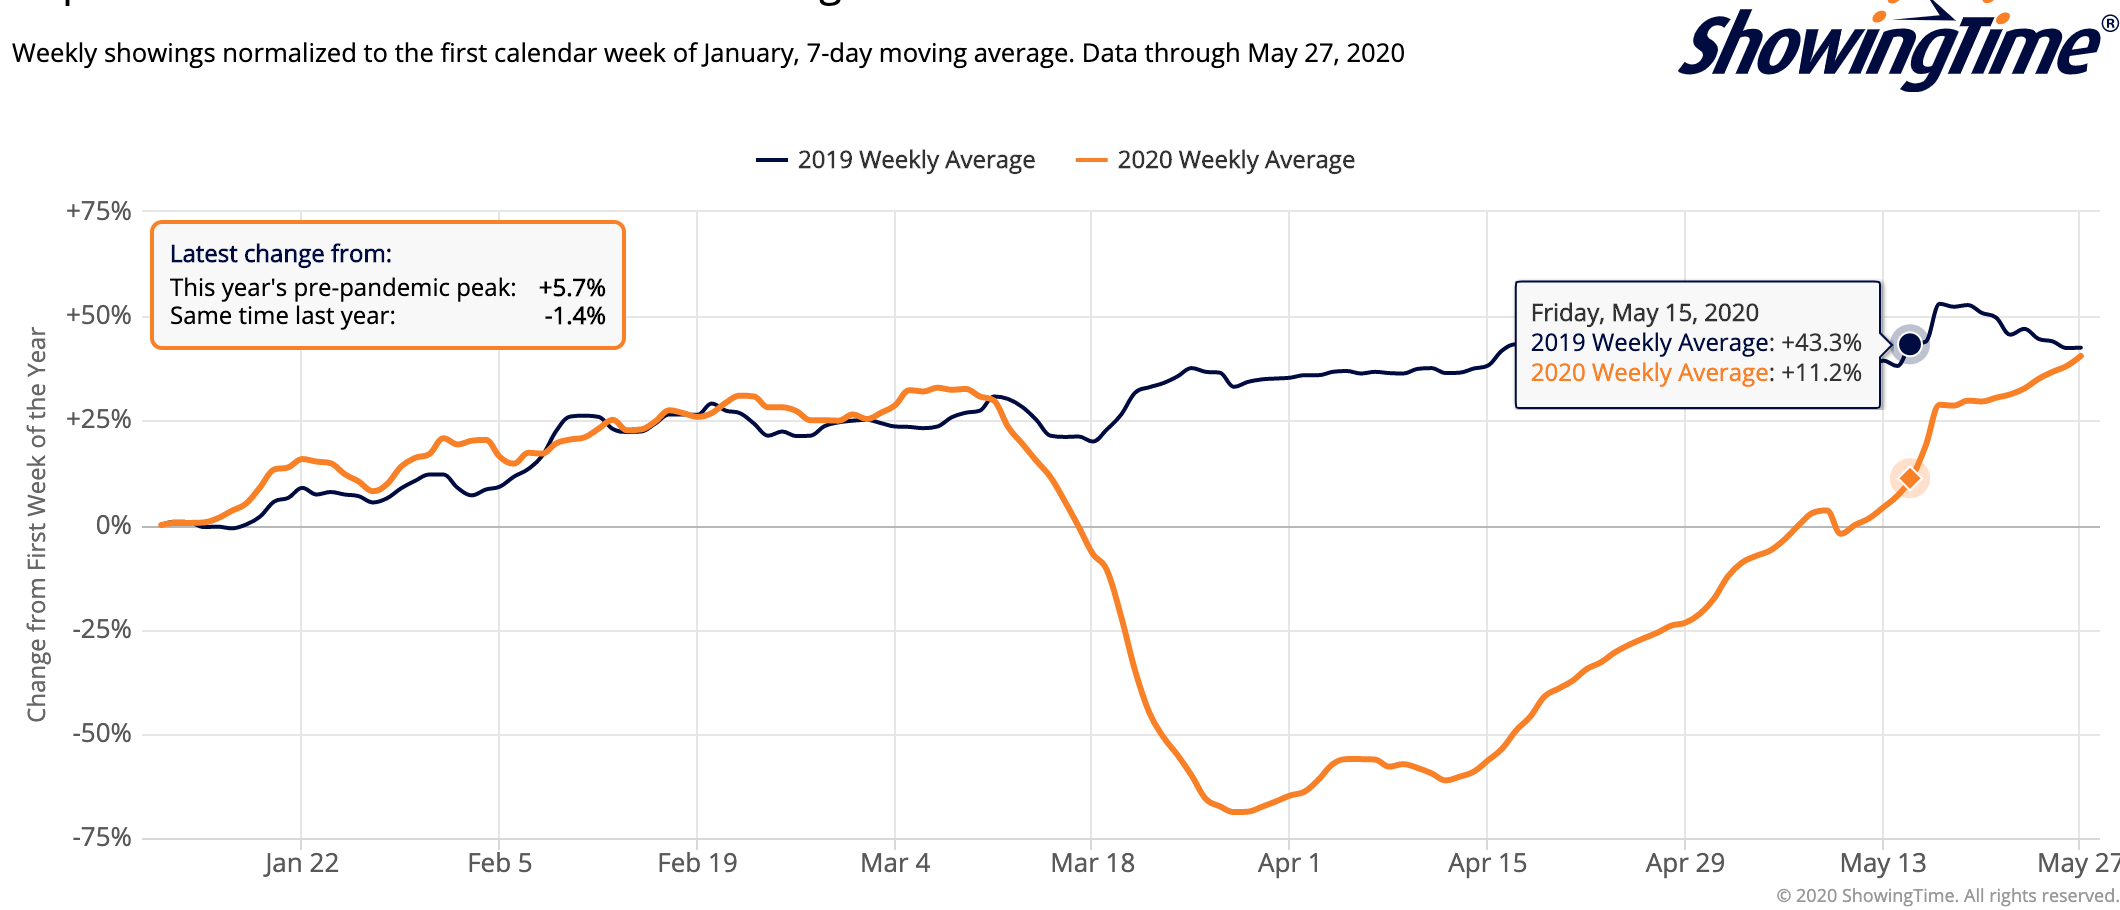 Weekly showings normalized to the first calendar week of January, 7-day moving average. Data through May 27, 2020
ShowingTime®
2019 Weekly Average
2020 Weekly Average
Change from First Week of the Year
+75%
+50%
+25%
0%
-25%
-50%
-75%
Latest change from:
This year's pre-pandemic peak: +5.7%
Same time last year: -1.4%
Friday, May 15, 2020
2019 Weekly Average: +43.3%
2020 Weekly Average: +11.2%
Jan 22
Feb 5
Feb 19
Mar 4
Mar 18
Apr 1
Apr 15
Apr 29
May 13
May 27
© 2020 ShowingTime. All rights reserved.